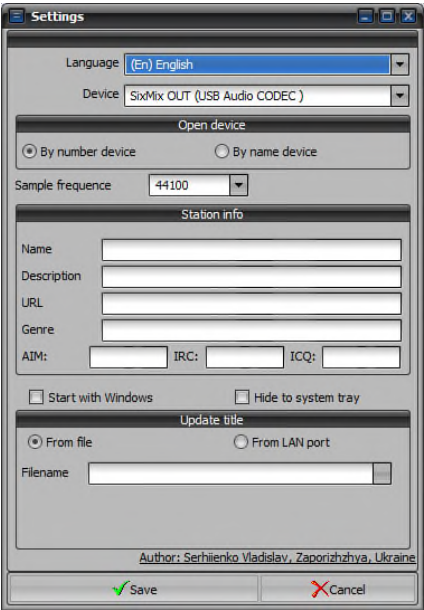 Settings
Language (En) English
Device SixMix OUT (USB Audio CODEC )
Open device
By number device By name device
Sample frequence 44100
Station info
Name
Description
URL
Genre
AIM: IRC: ICQ:
Start with Windows Hide to system tray
Update title
From file From LAN port
Filename
Author: Serhiienko Vladislav, Zaporizhzhya, Ukraine
Save Cancel